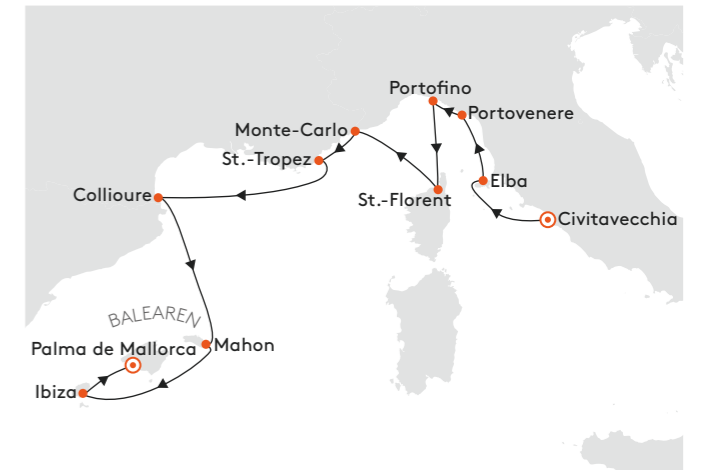 Portofino
Portovenere
Monte-Carlo
St.-Tropez
Elba
Collioure
St.-Florent
Civitavecchia
BALEAREN
Palma de Mallorca
Mahon
Ibiza